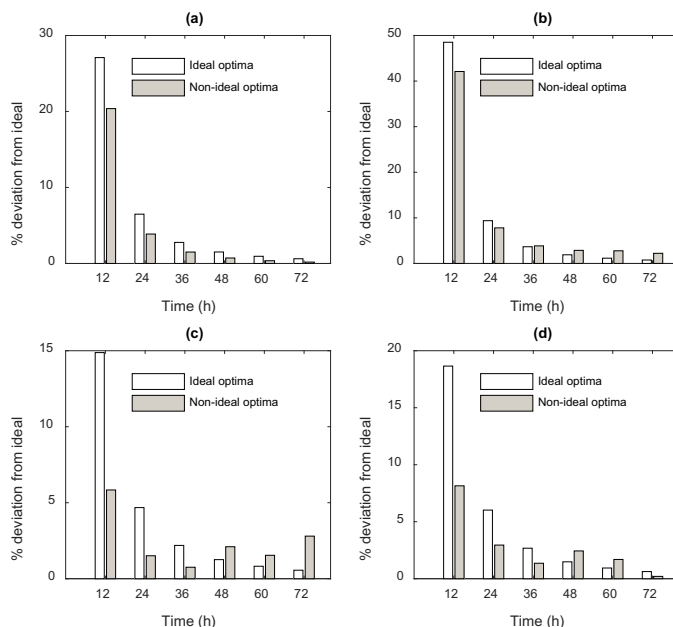 (a)
30
20
10
0
% deviation from ideal
Ideal optima
Non-ideal optima
12 24 36 48 60 72
Time (h)
(b)
50
40
30
20
10
0
% deviation from ideal
Ideal optima
Non-ideal optima
12 24 36 48 60 72
Time (h)
(c)
15
10
5
0
% deviation from ideal
Ideal optima
Non-ideal optima
12 24 36 48 60 72
Time (h)
(d)
20
15
10
5
0
% deviation from ideal
Ideal optima
Non-ideal optima
12 24 36 48 60 72
Time (h)